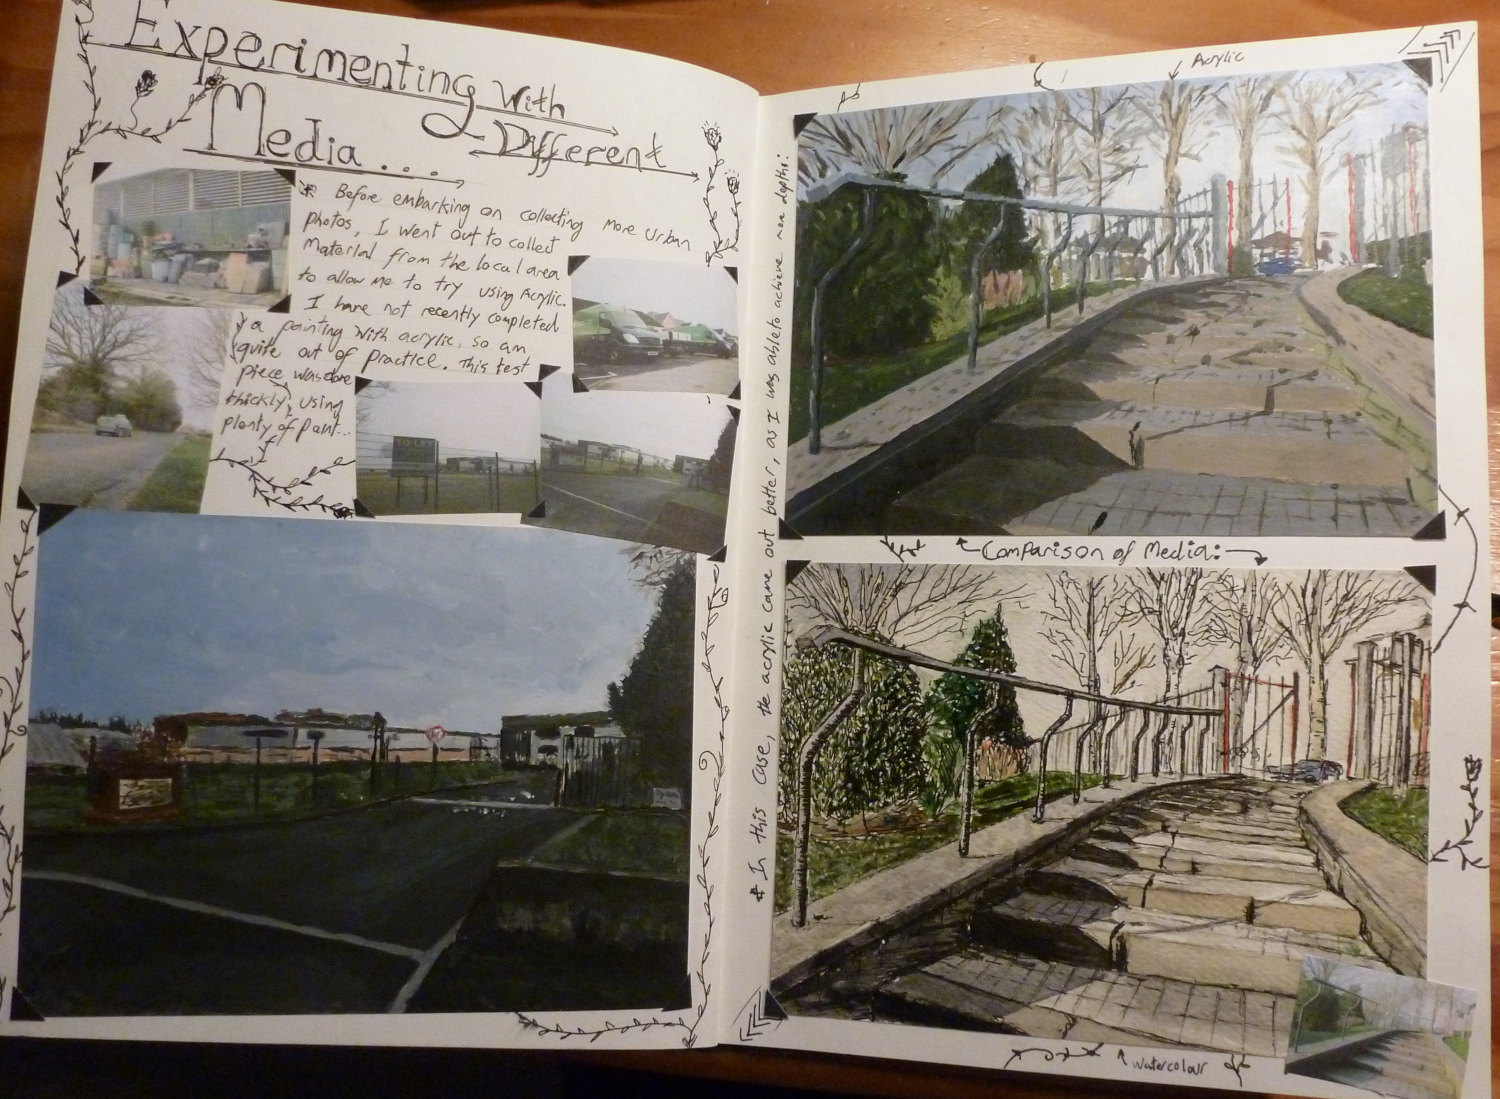 Experimenting With
Different
Media . . .
Before embarking on collecting more urban
photos, I went out to collect
material from the local area
to allow me to try using Acrylic.
I have not recently completed
a painting with acrylic, so am
quite out of practice. This test
piece was done
thickly, using
plenty of paint...
TO LET
In this case, the acrylic came out better, as I was able to achieve more depth:
Acrylic
Comparison of Media:
Watercolour